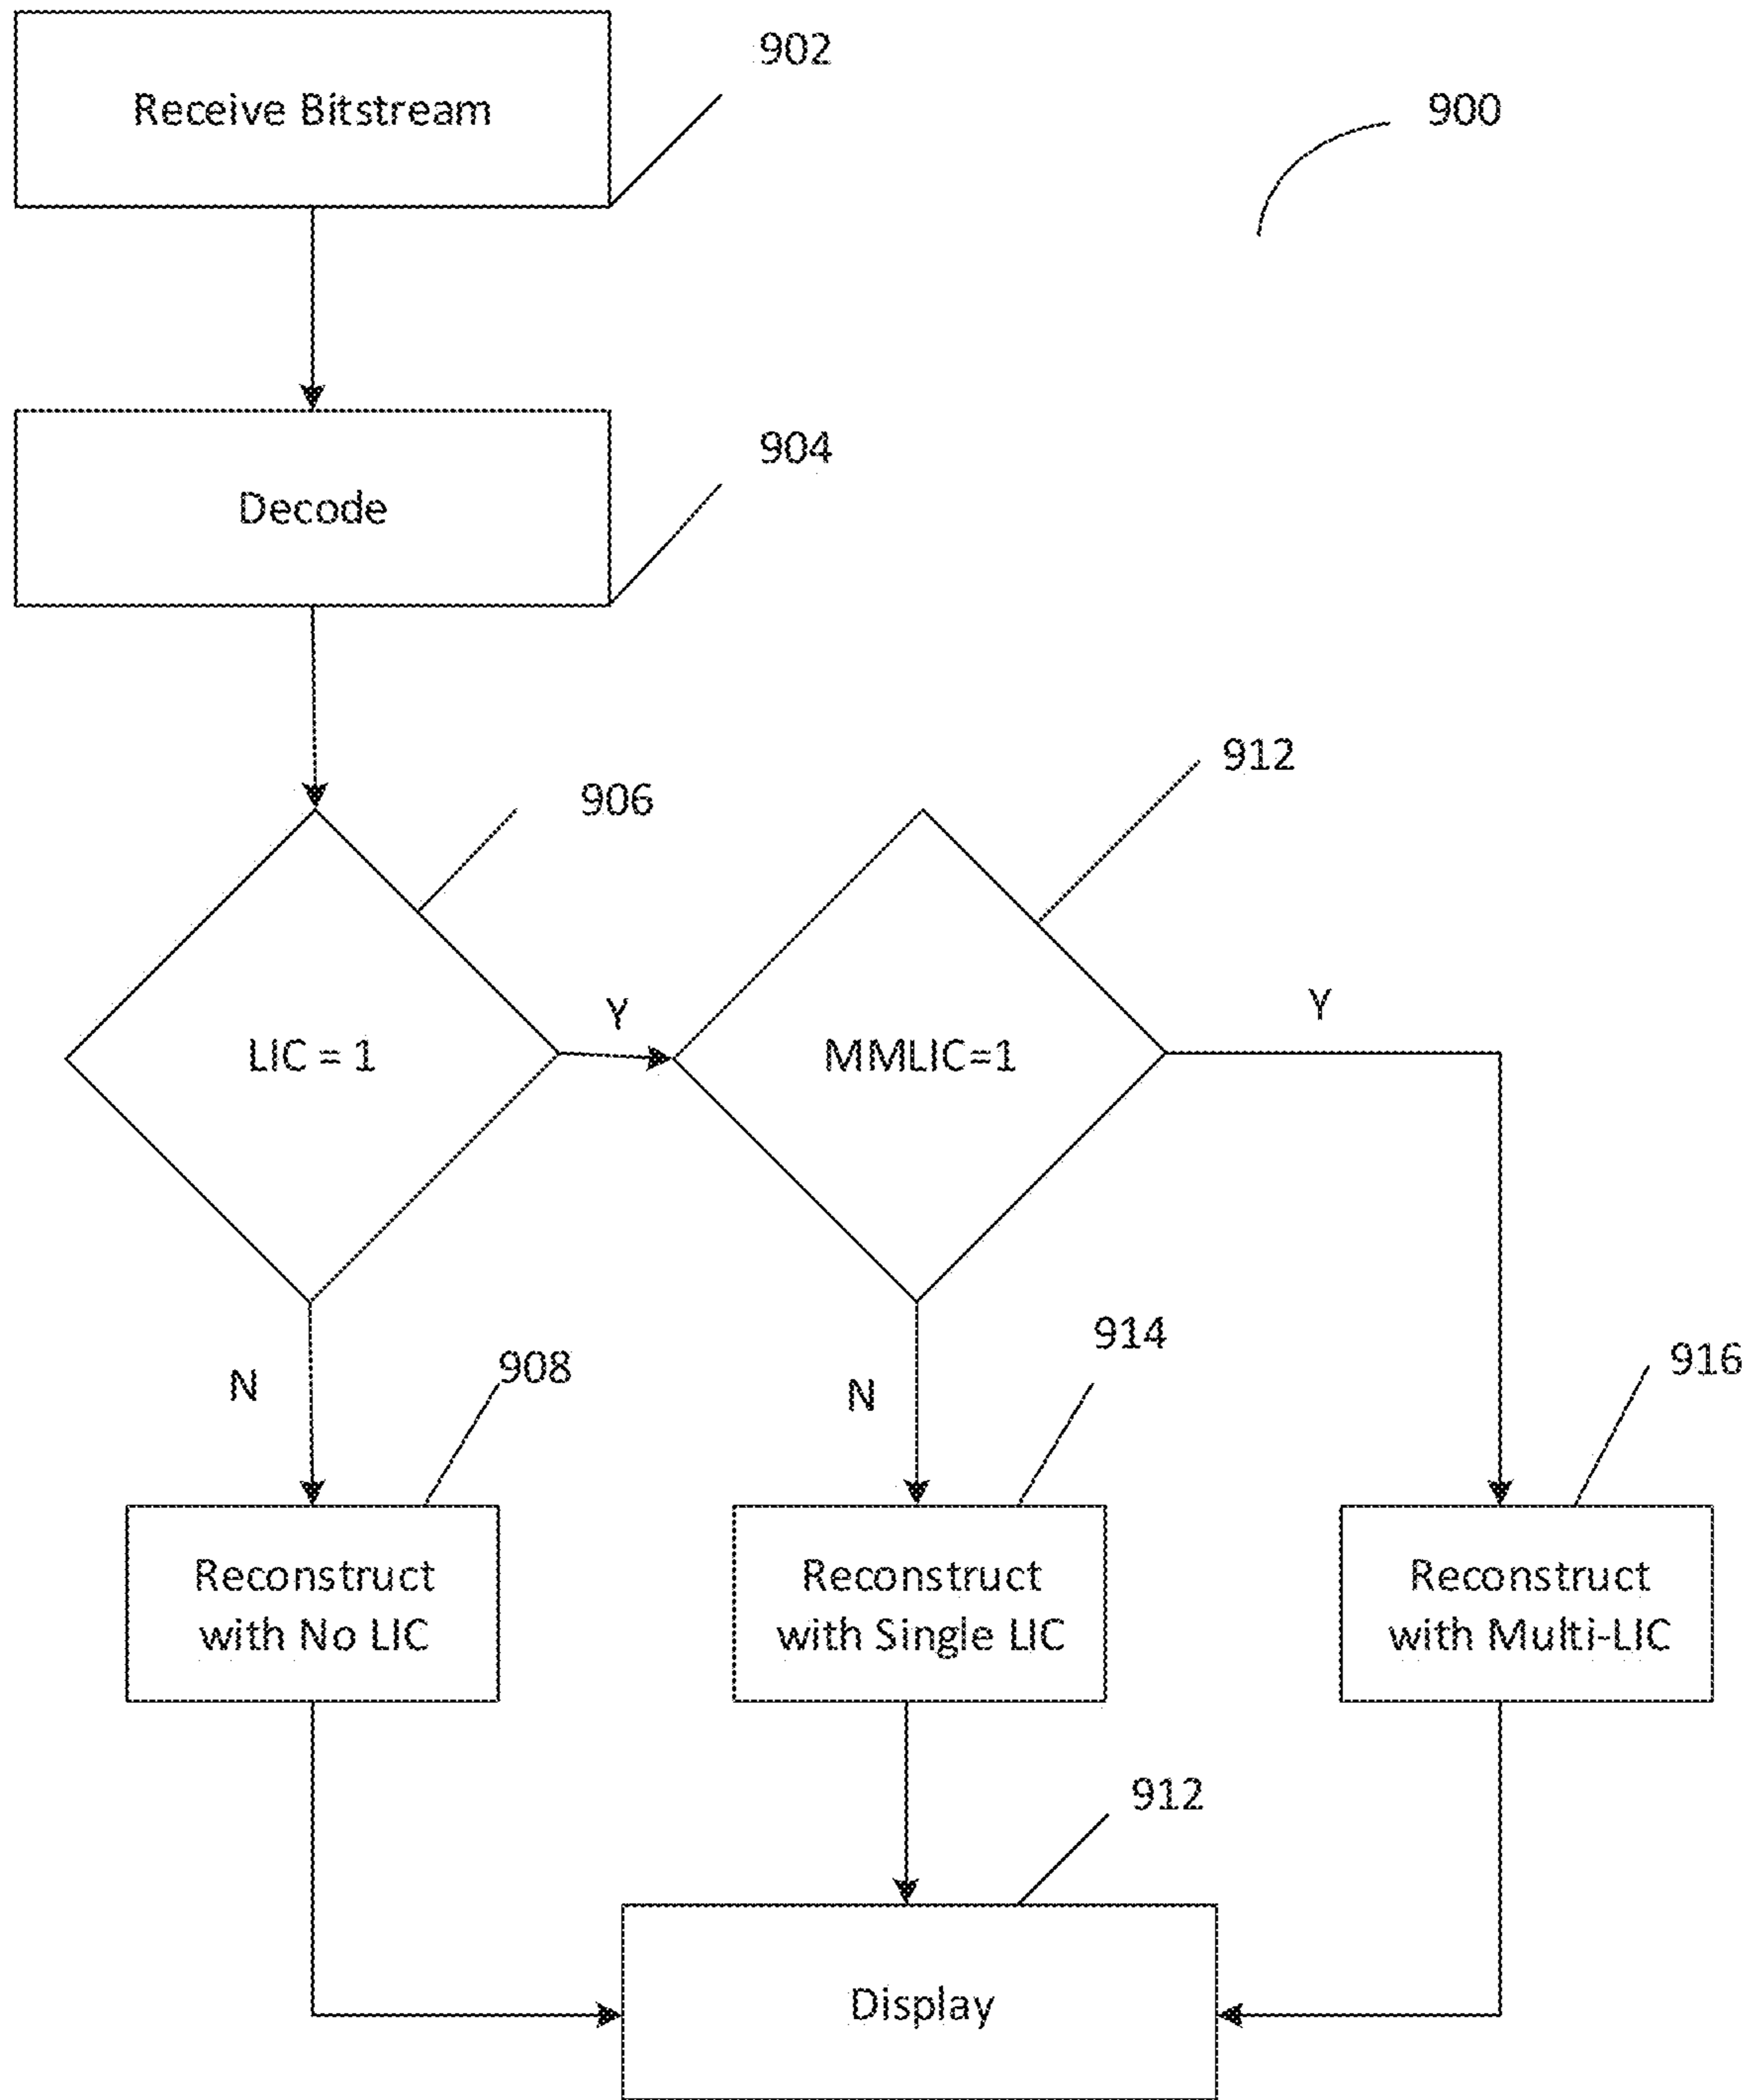 902
Receive Bitstream
900
904
Decode
912
906
LIC = 1
Y
MMLIC=1
Y
N
908
N
914
916
Reconstruct
with No LIC
Reconstruct
with Single LIC
Reconstruct
with Multi-LIC
912
Display